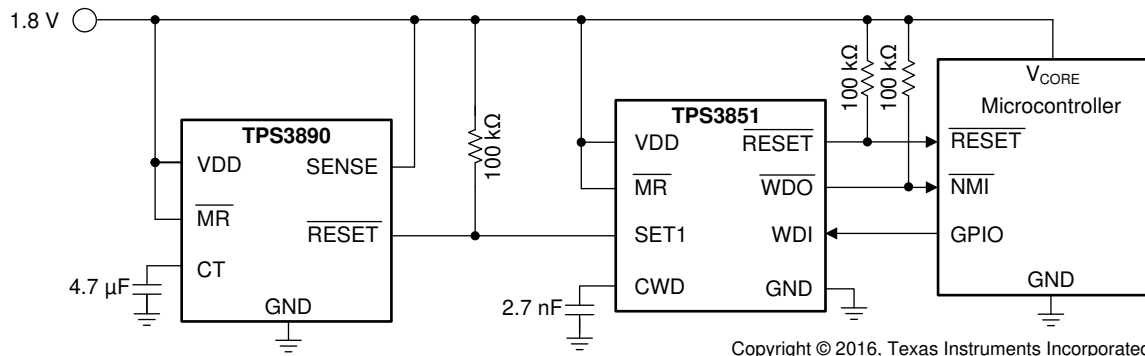 1.8 V
TPS3890
VDD
SENSE
MR
RESET
CT
GND
4.7 µF
100 kΩ
TPS3851
VDD
RESET
MR
WDO
SET1
WDI
CWD
GND
2.7 nF
100 kΩ
100 kΩ
VCORE
Microcontroller
RESET
NMI
GPIO
GND
Copyright © 2016, Texas Instruments Incorporated